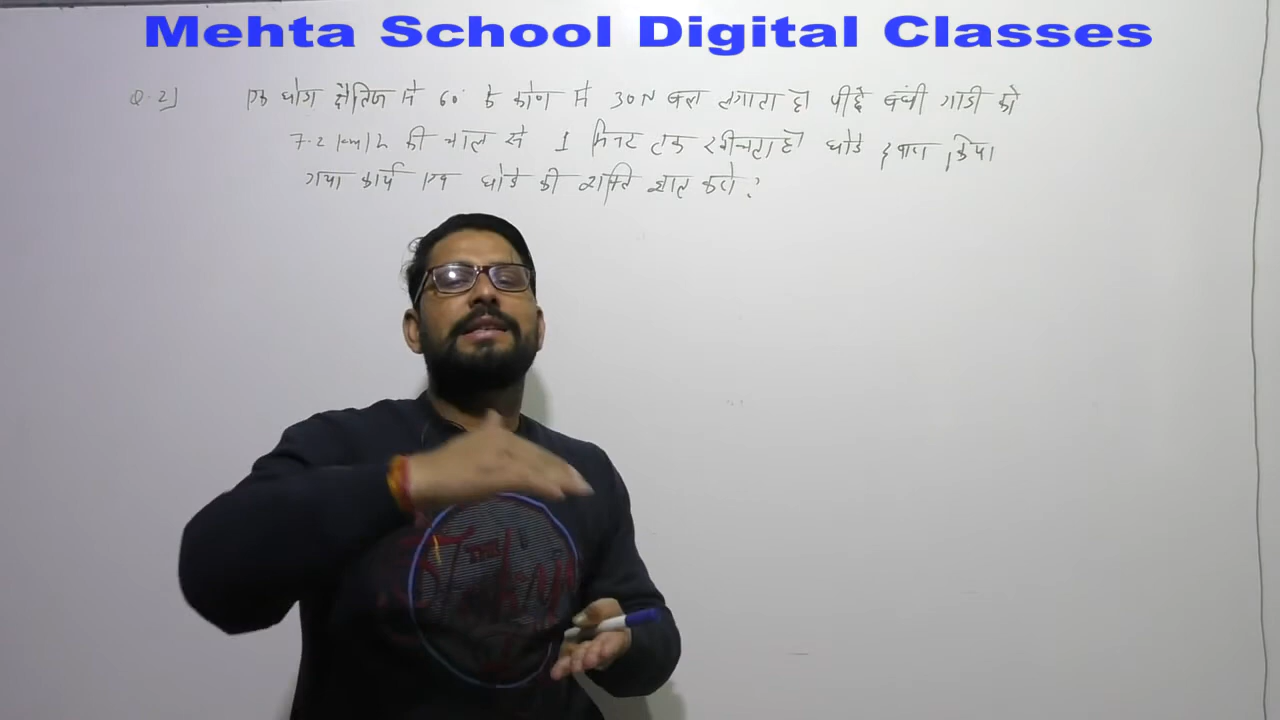 Mehta School Digital Classes
Q.2] एक घोडा क्षैतिज से 60° के कोण में 30N बल लगाता है पीछे बंधी गाडी को
7.2 km/h की चाल से 1 मिनट तक खींचता है घोडे द्वारा किया
गया कार्य एवं घोडे की शक्ति ज्ञात करो ?
THE